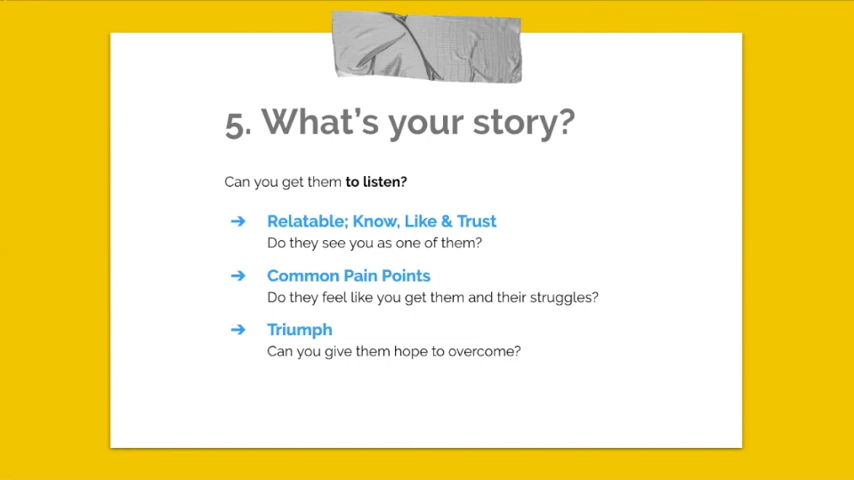 5. What's your story?
Can you get them to listen?
➔ Relatable; Know, Like & Trust
Do they see you as one of them?
➔ Common Pain Points
Do they feel like you get them and their struggles?
➔ Triumph
Can you give them hope to overcome?